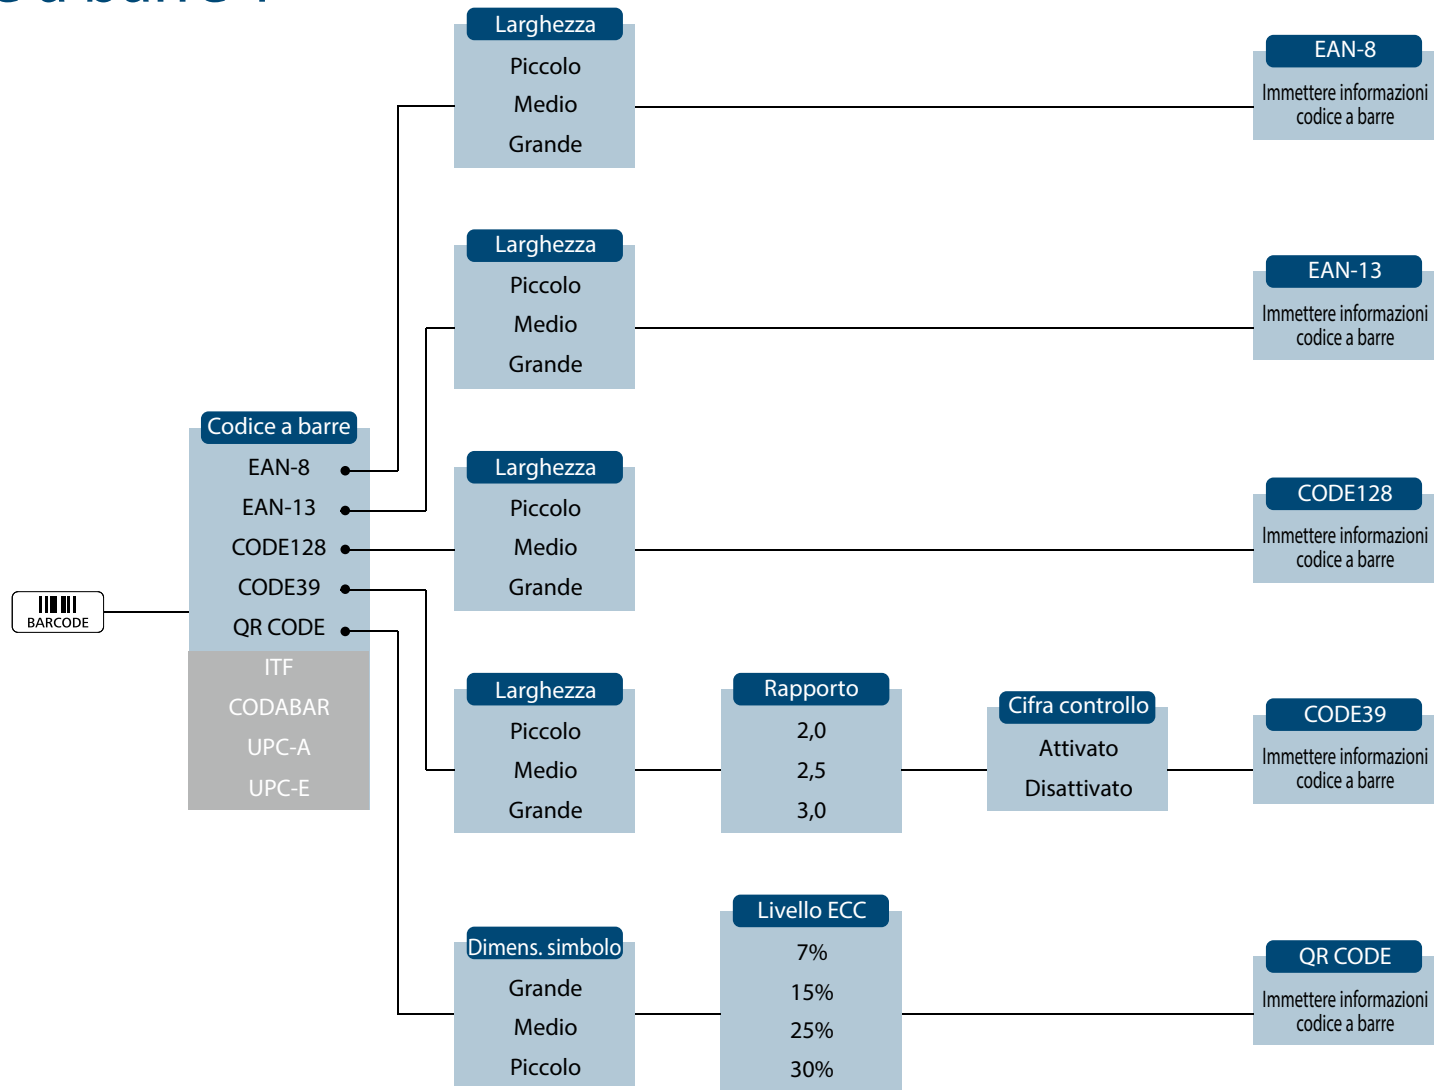 Larghezza
Piccolo
Medio
Grande
EAN-8
Immettere informazioni
codice a barre
Larghezza
Piccolo
Medio
Grande
EAN-13
Immettere informazioni
codice a barre
BARCODE
Codice a barre
EAN-8
EAN-13
CODE128
CODE39
QR CODE
ITF
CODABAR
UPC-A
UPC-E
Larghezza
Piccolo
Medio
Grande
CODE128
Immettere informazioni
codice a barre
Larghezza
Piccolo
Medio
Grande
Rapporto
2,0
2,5
3,0
Cifra controllo
Attivato
Disattivato
CODE39
Immettere informazioni
codice a barre
Dimens. simbolo
Grande
Medio
Piccolo
Livello ECC
7%
15%
25%
30%
QR CODE
Immettere informazioni
codice a barre